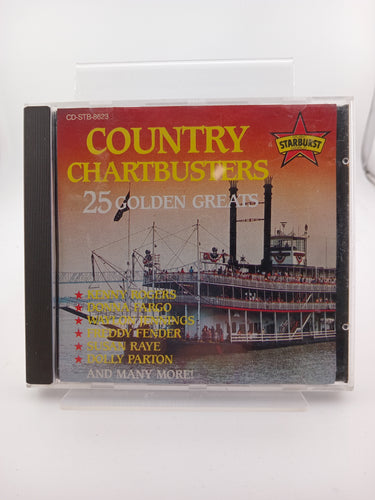 CD-STB-8623
COUNTRY
CHARTBUSTERS
STARBURST
25 GOLDEN GREATS
★ KENNY ROGERS
★ DONNA FARGO
★ WAYLON JENNINGS
★ FREDDY FENDER
★ SUSAN RAYE
★ DOLLY PARTON
AND MANY MORE!